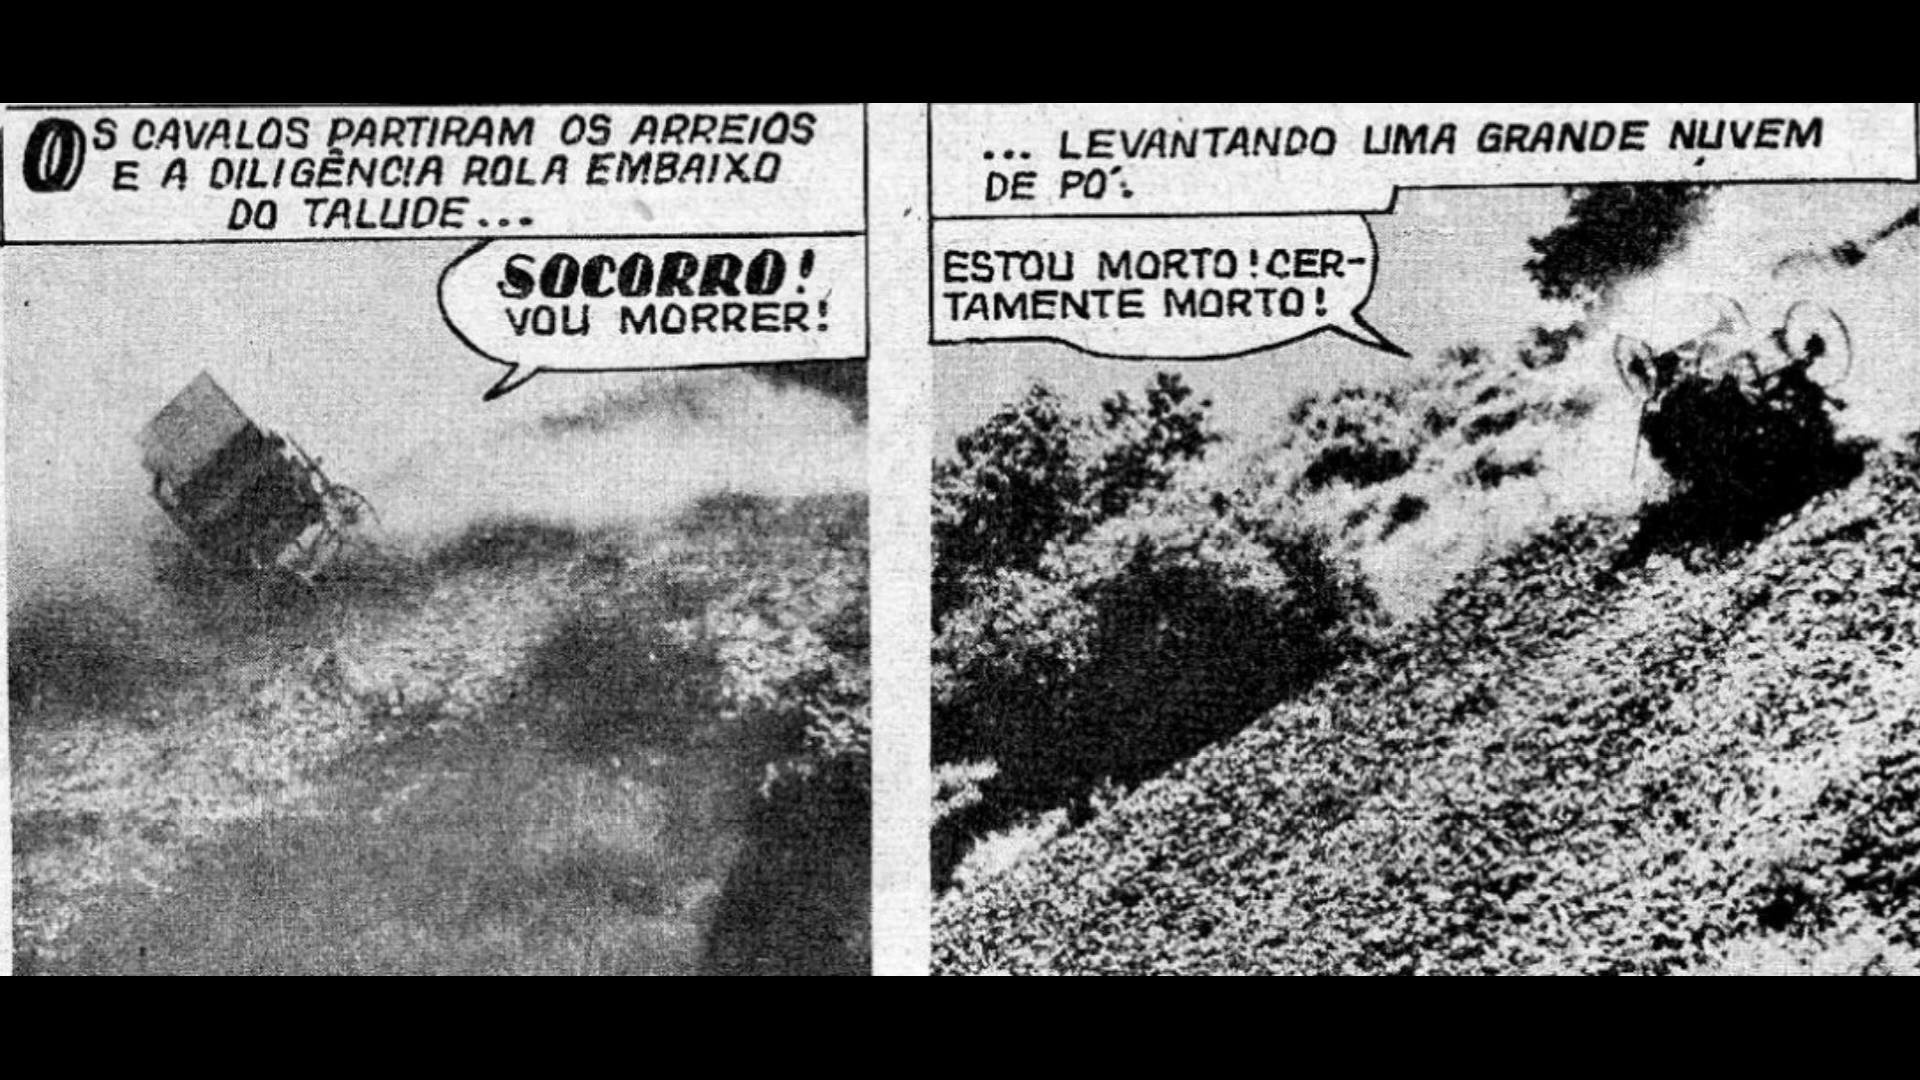 OS CAVALOS PARTIRAM OS ARREIOS
E A DILIGÊNCIA ROLA EMBAIXO
DO TALUDE...
SOCORRO!
VOU MORRER!
... LEVANTANDO UMA GRANDE NUVEM
DE PÓ.
ESTOU MORTO! CER-
TAMENTE MORTO!